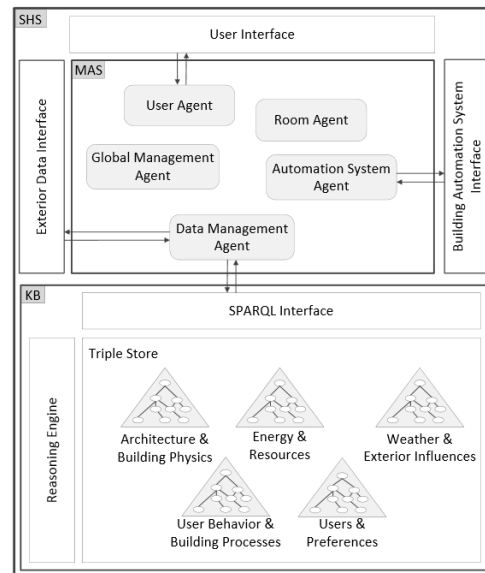 SHS
User Interface
MAS
Exterior Data Interface
User Agent
Room Agent
Global Management
Agent
Automation System
Agent
Building Automation System
Interface
Data Management
Agent
KB
SPARQL Interface
Reasoning Engine
Triple Store
Architecture &
Building Physics
Energy &
Resources
Weather &
Exterior Influences
User Behavior &
Building Processes
Users &
Preferences